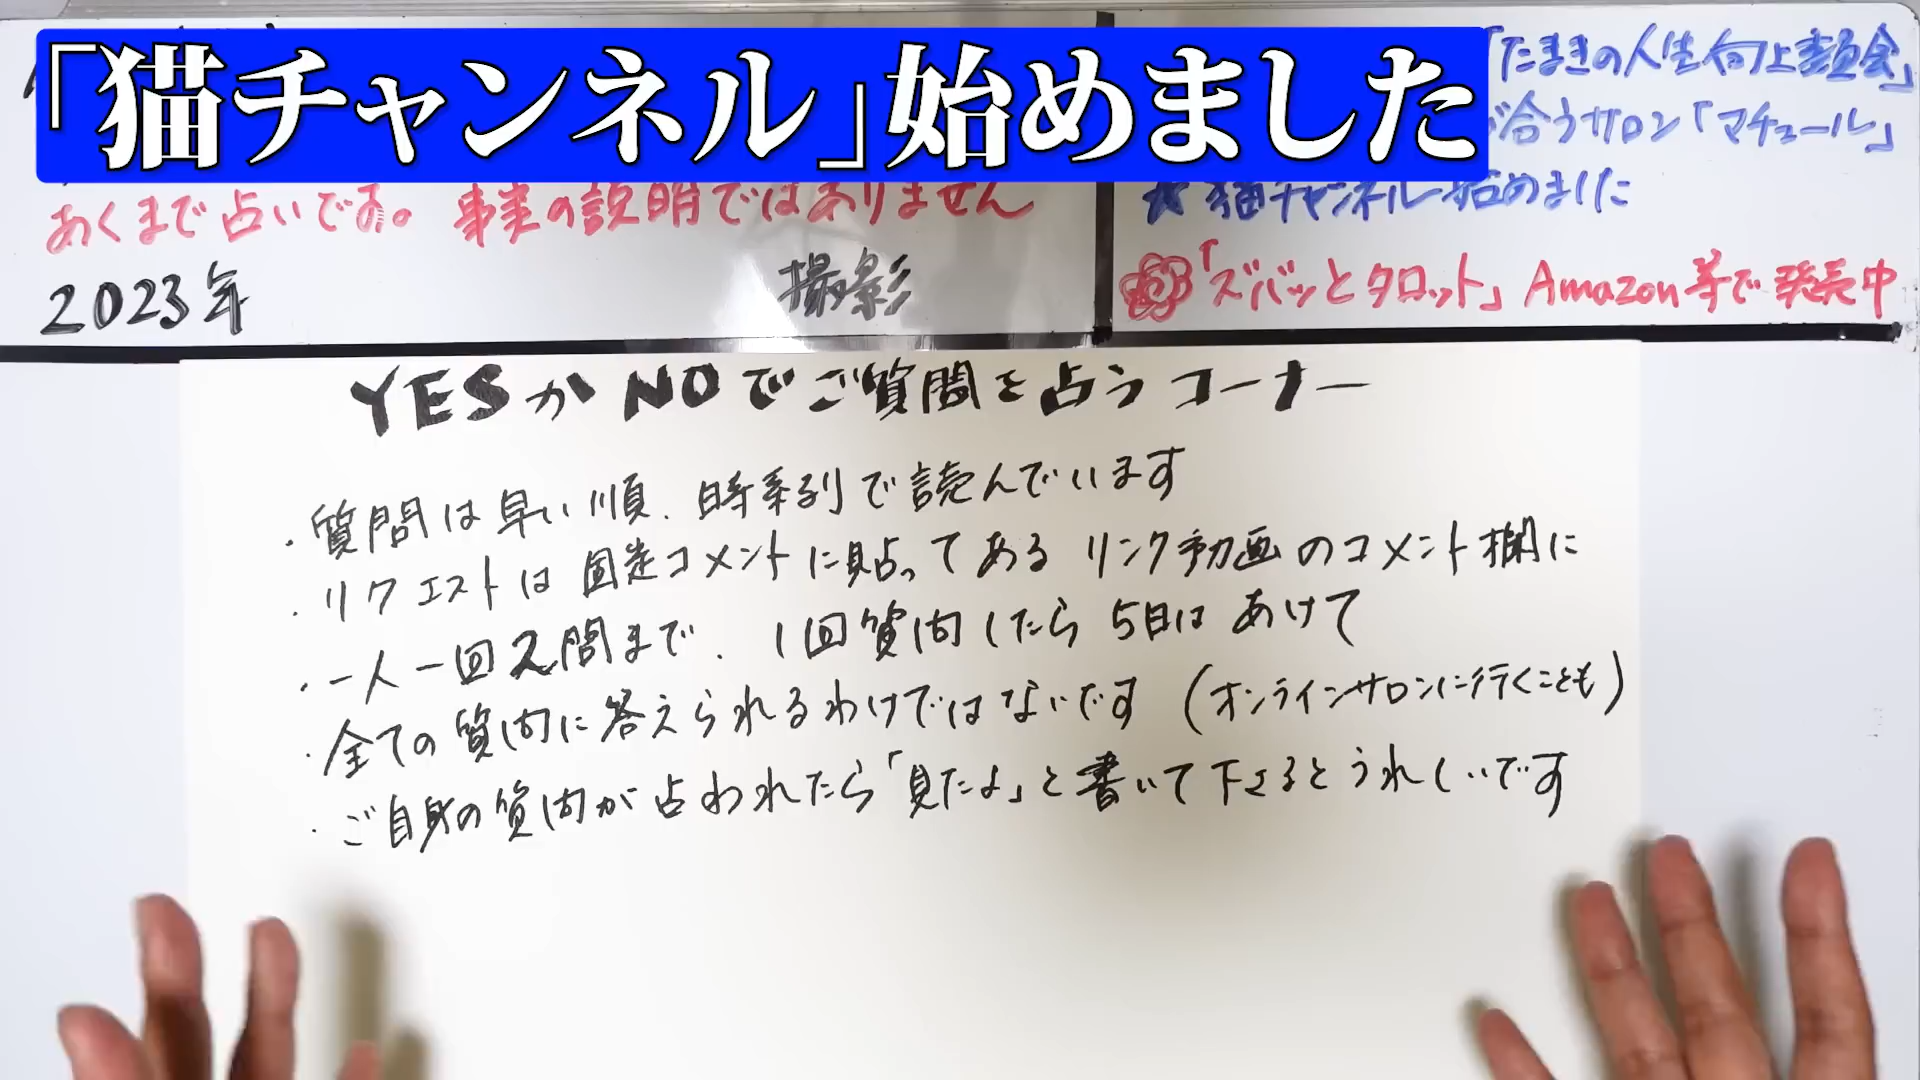 「猫チャンネル」始めました
「たまきの人生向上委員会」
合うサロン「マチュール」
★猫チャンネル始めました
「ズバッとタロット」Amazon等で発売中
あくまで占いです。事実の説明ではありません
2023年 撮影
YESかNOでご質問を占うコーナー
・質問は早い順、時系列で読んでいます
・リクエストは固定コメントに貼ってあるリンク動画のコメント欄に
・一人一回2問まで、1回質問したら5日はあけて
・全ての質問に答えられるわけではないです(オンラインサロンに行くことも)
・ご自身の質問が占われたら「見たよ」と書いて下さるとうれしいです